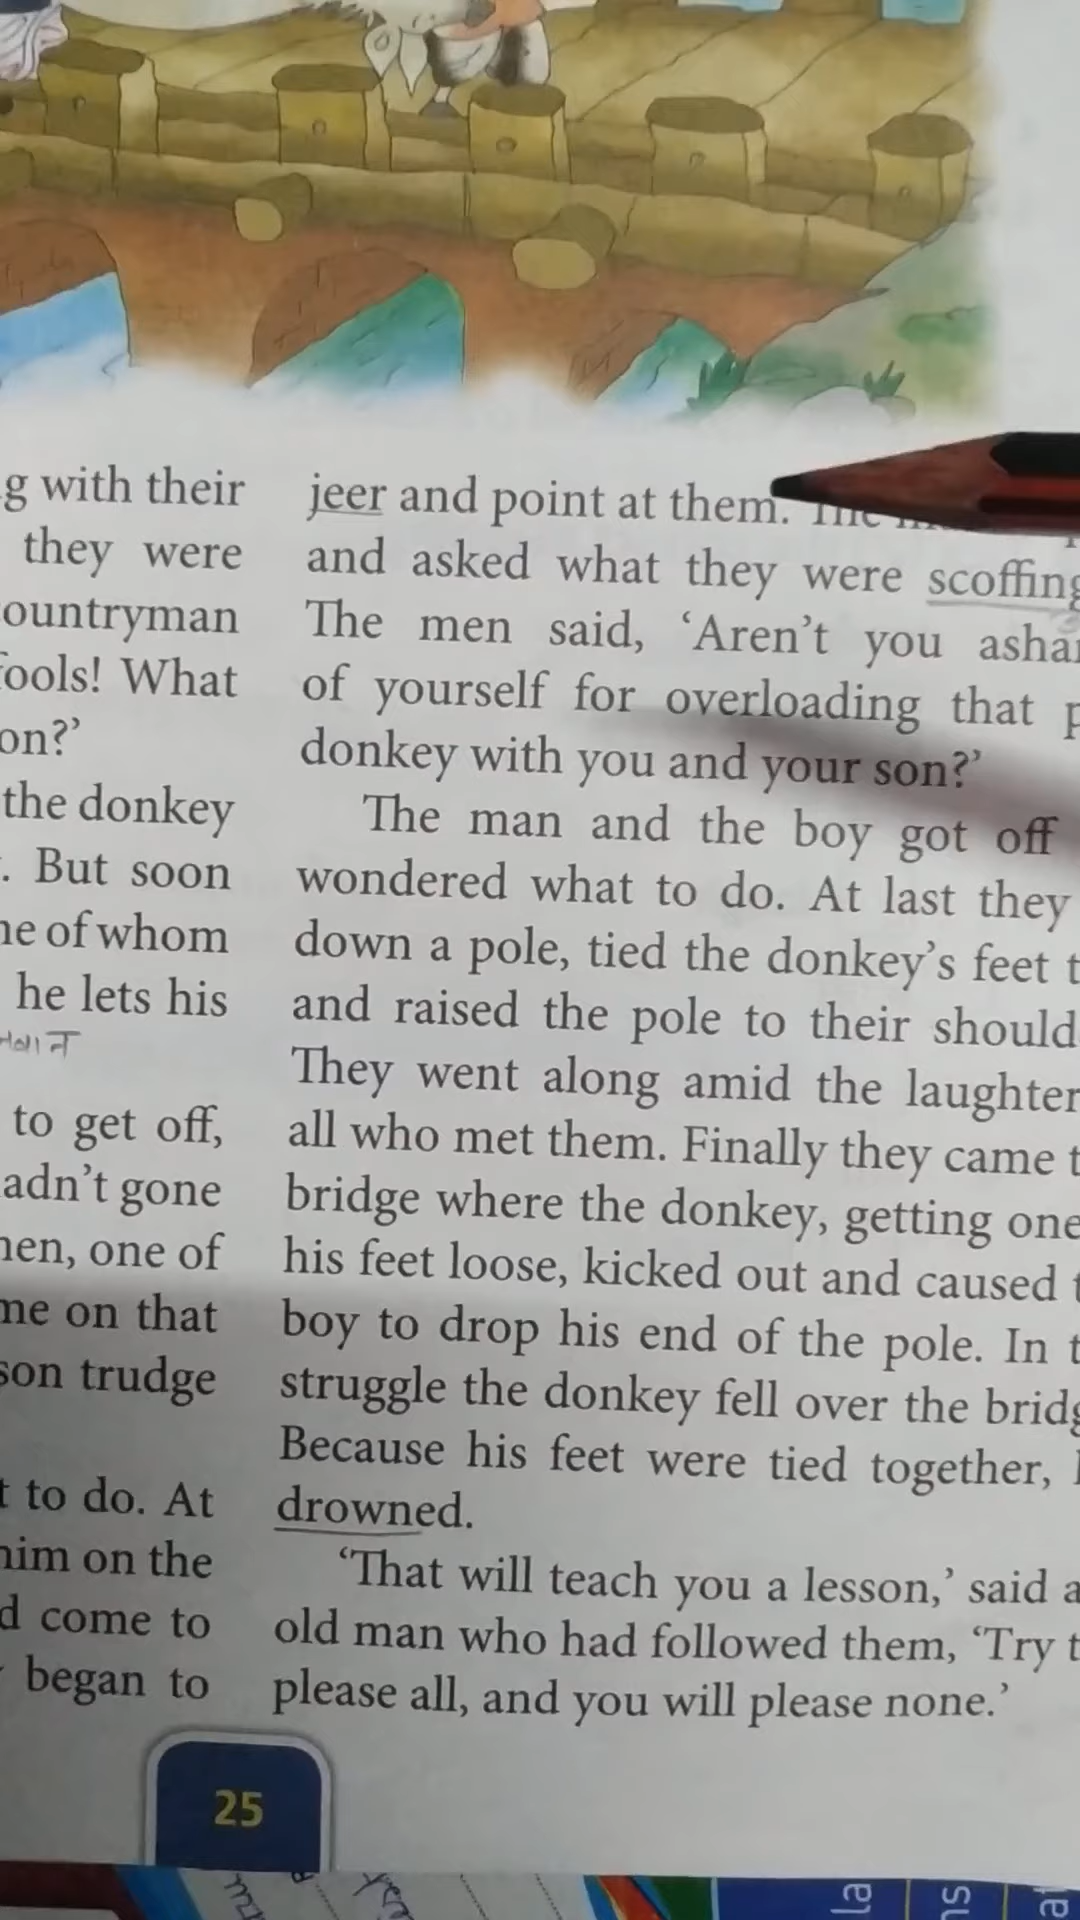 with their
they were
countryman
fools! What
the donkey
But soon
of whom
he lets his
to get off,
gone
one of
on that
son trudge
to do. At
him on the
come to
began to
jeer and point at them.
and asked what they were scoffing
The men said, ‘Aren’t you
of yourself for overloading that
donkey with you and your son?’
The man and the boy got off
wondered what to do. At last they
down a pole, tied the donkey’s feet
and raised the pole to their
They went along amid the laughter
all who met them. Finally they came
bridge where the donkey, getting one
his feet loose, kicked out and caused
boy to drop his end of the pole. In
struggle the donkey fell over the
Because his feet were tied together,
drowned.
‘That will teach you a lesson,’ said
old man who had followed them, ‘Try
please all, and you will please none.’
25